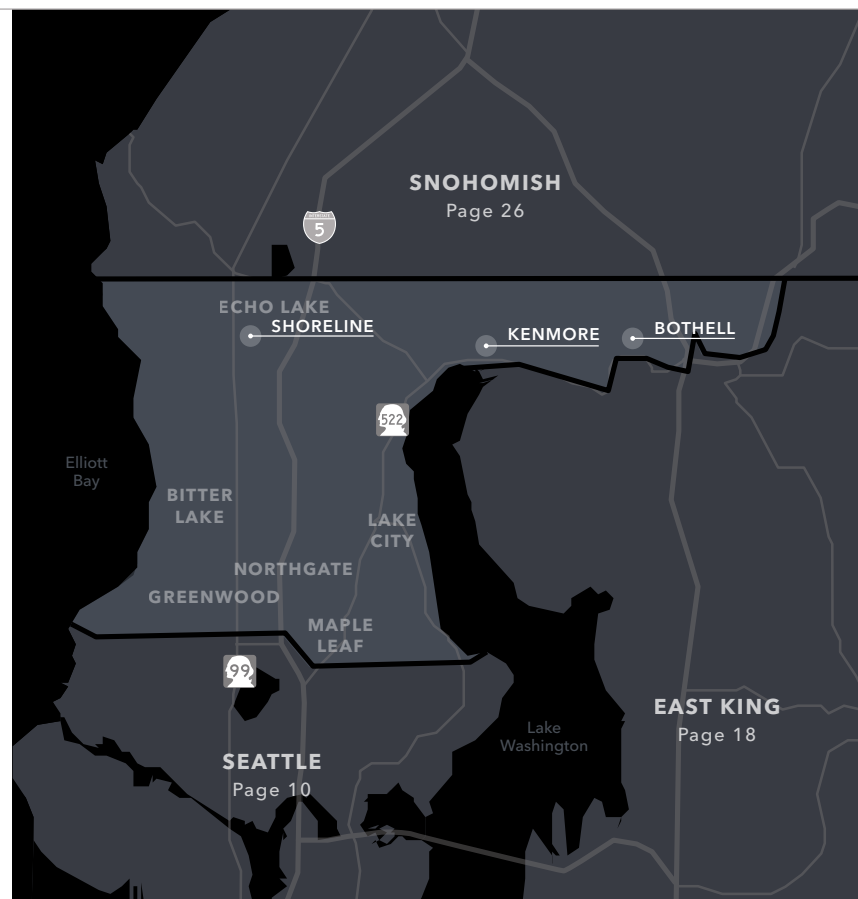 SNOHOMISH
Page 26
5
ECHO LAKE
SHORELINE
KENMORE
BOTHELL
522
Elliott
Bay
BITTER
LAKE
LAKE
CITY
NORTHGATE
GREENWOOD
MAPLE
LEAF
99
EAST KING
Page 18
Lake
Washington
SEATTLE
Page 10